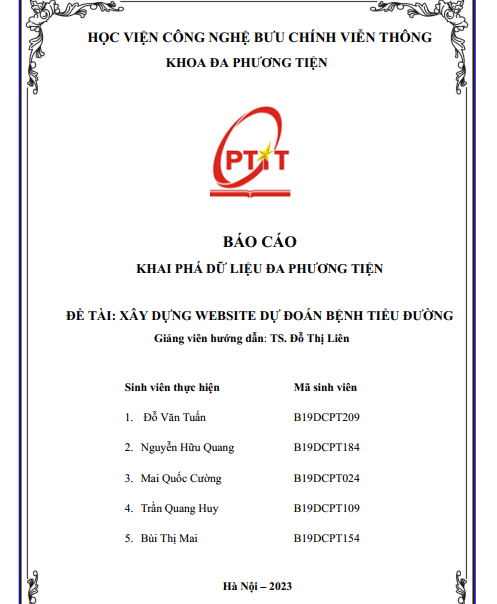 HỌC VIỆN CÔNG NGHỆ BƯU CHÍNH VIỄN THÔNG
KHOA ĐA PHƯƠNG TIỆN
PTIT
BÁO CÁO
KHAI PHÁ DỮ LIỆU ĐA PHƯƠNG TIỆN
ĐỀ TÀI: XÂY DỰNG WEBSITE DỰ ĐOÁN BỆNH TIỂU ĐƯỜNG
Giảng viên hướng dẫn: TS. Đỗ Thị Liên
Sinh viên thực hiện Mã sinh viên
1. Đỗ Văn Tuấn B19DCPT209
2. Nguyễn Hữu Quang B19DCPT184
3. Mai Quốc Cường B19DCPT024
4. Trần Quang Huy B19DCPT109
5. Bùi Thị Mai B19DCPT154
Hà Nội – 2023